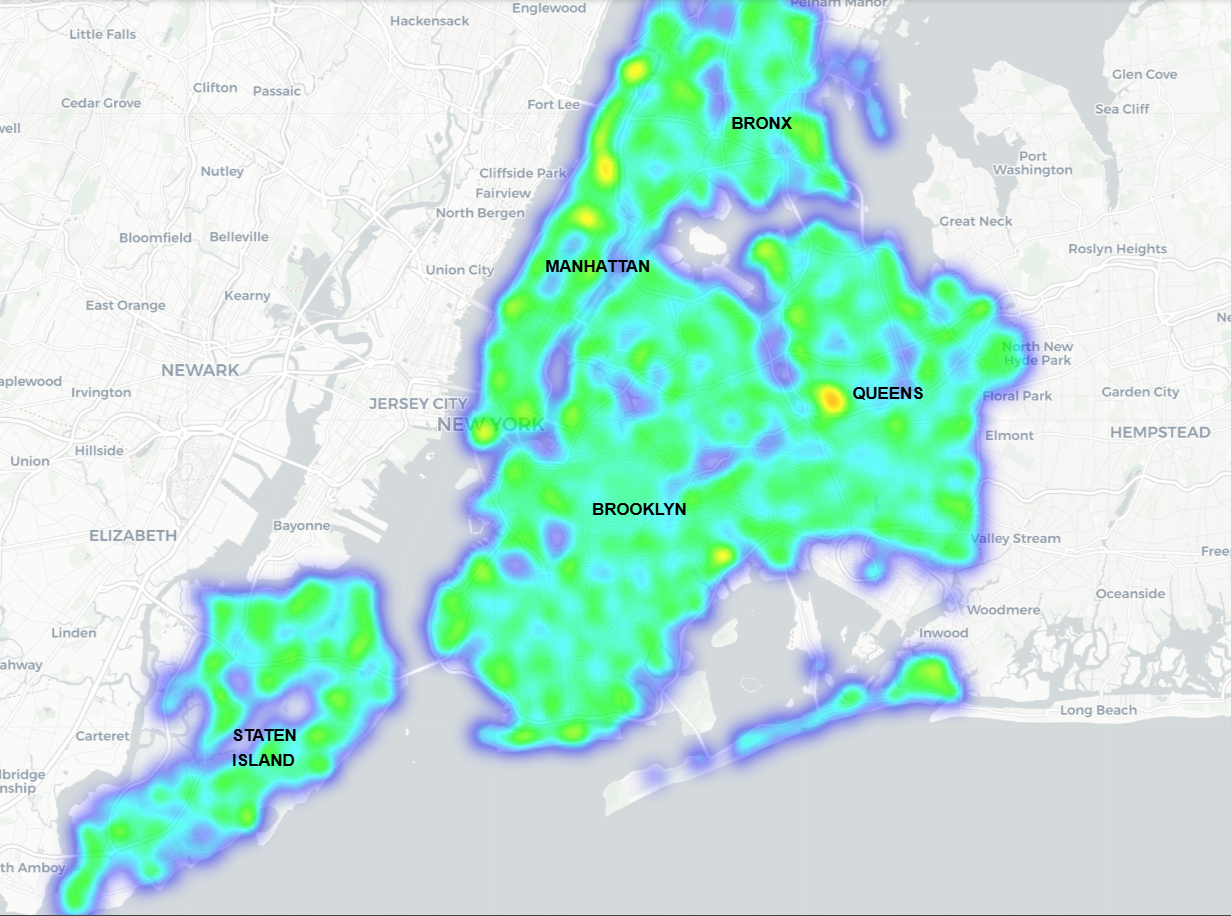 Englewood
Pelham Manor
Hackensack
Little Falls
Glen Cove
Clifton
Passaic
Cedar Grove
Fort Lee
Sea Cliff
well
BRONX
Port
Washington
Nutley
Cliffside Park
Fairview
North Bergen
Great Neck
Bloomfield
Belleville
Roslyn Heights
Union City
MANHATTAN
Kearny
East Orange
Ne
North New
Hyde Park
NEWARK
aplewood
Irvington
QUEENS
Floral Park
Garden City
JERSEY CITY
NEW YORK
Elmont
HEMPSTEAD
Hillside
Union
BROOKLYN
Bayonne
ELIZABETH
Valley Stream
Free
Oceanside
Woodmere
Linden
Inwood
ahway
Long Beach
Carteret
STATEN
ISLAND
lbridge
nship
th Amboy